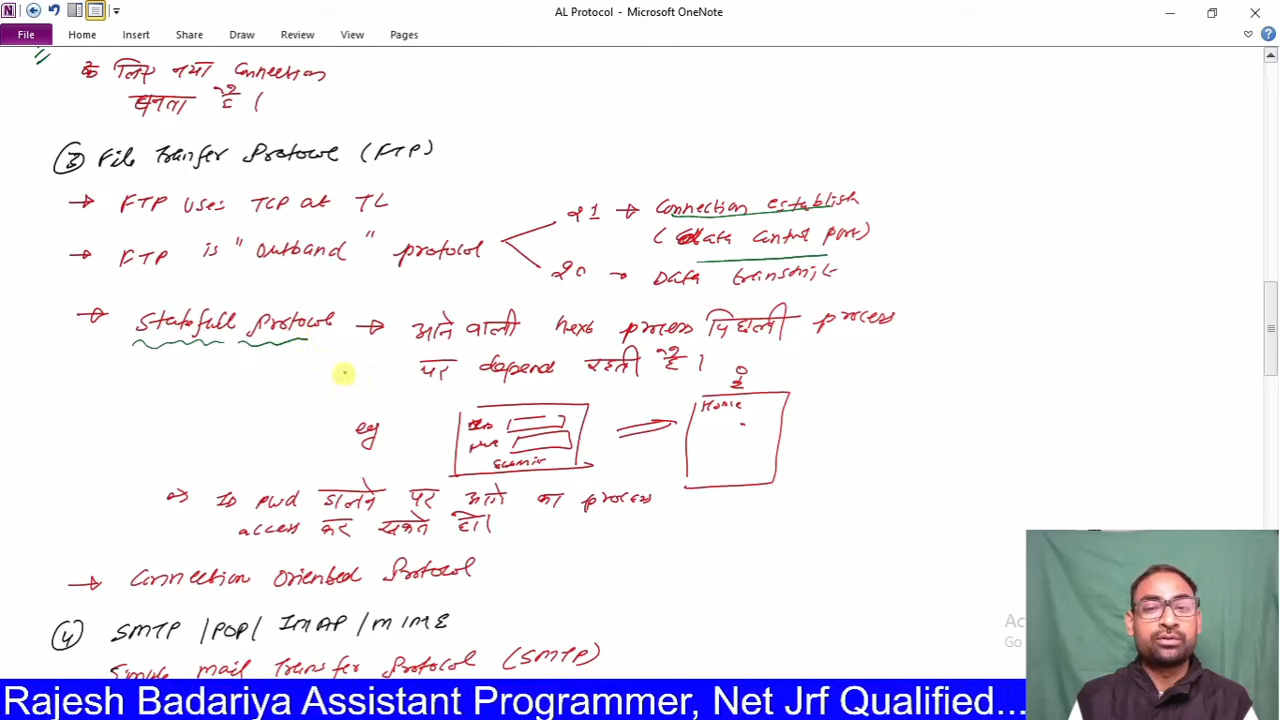 AL Protocol - Microsoft OneNote
File Home Insert Share Draw Review View Pages
के लिए नया Connection
बनता है।
③ File Tranfer Protocol (FTP)
→ FTP uses TCP at TL
→ FTP is "Outband" protocol
21 → Connection establish
(data control port)
20 → Data transmit
→ Statefull Protocol → आने वाली next process पिछली process
पर depend रहती है।
eg
Submit
Home
⇒ ID pwd डालने पर आगे का process
access कर सकते हो।
→ Connection Oriented Protocol
④ SMTP / POP / IMAP / MIME
Simple mail Transfer Protocol (SMTP)
Rajesh Badariya Assistant Programmer, Net Jrf Qualified...